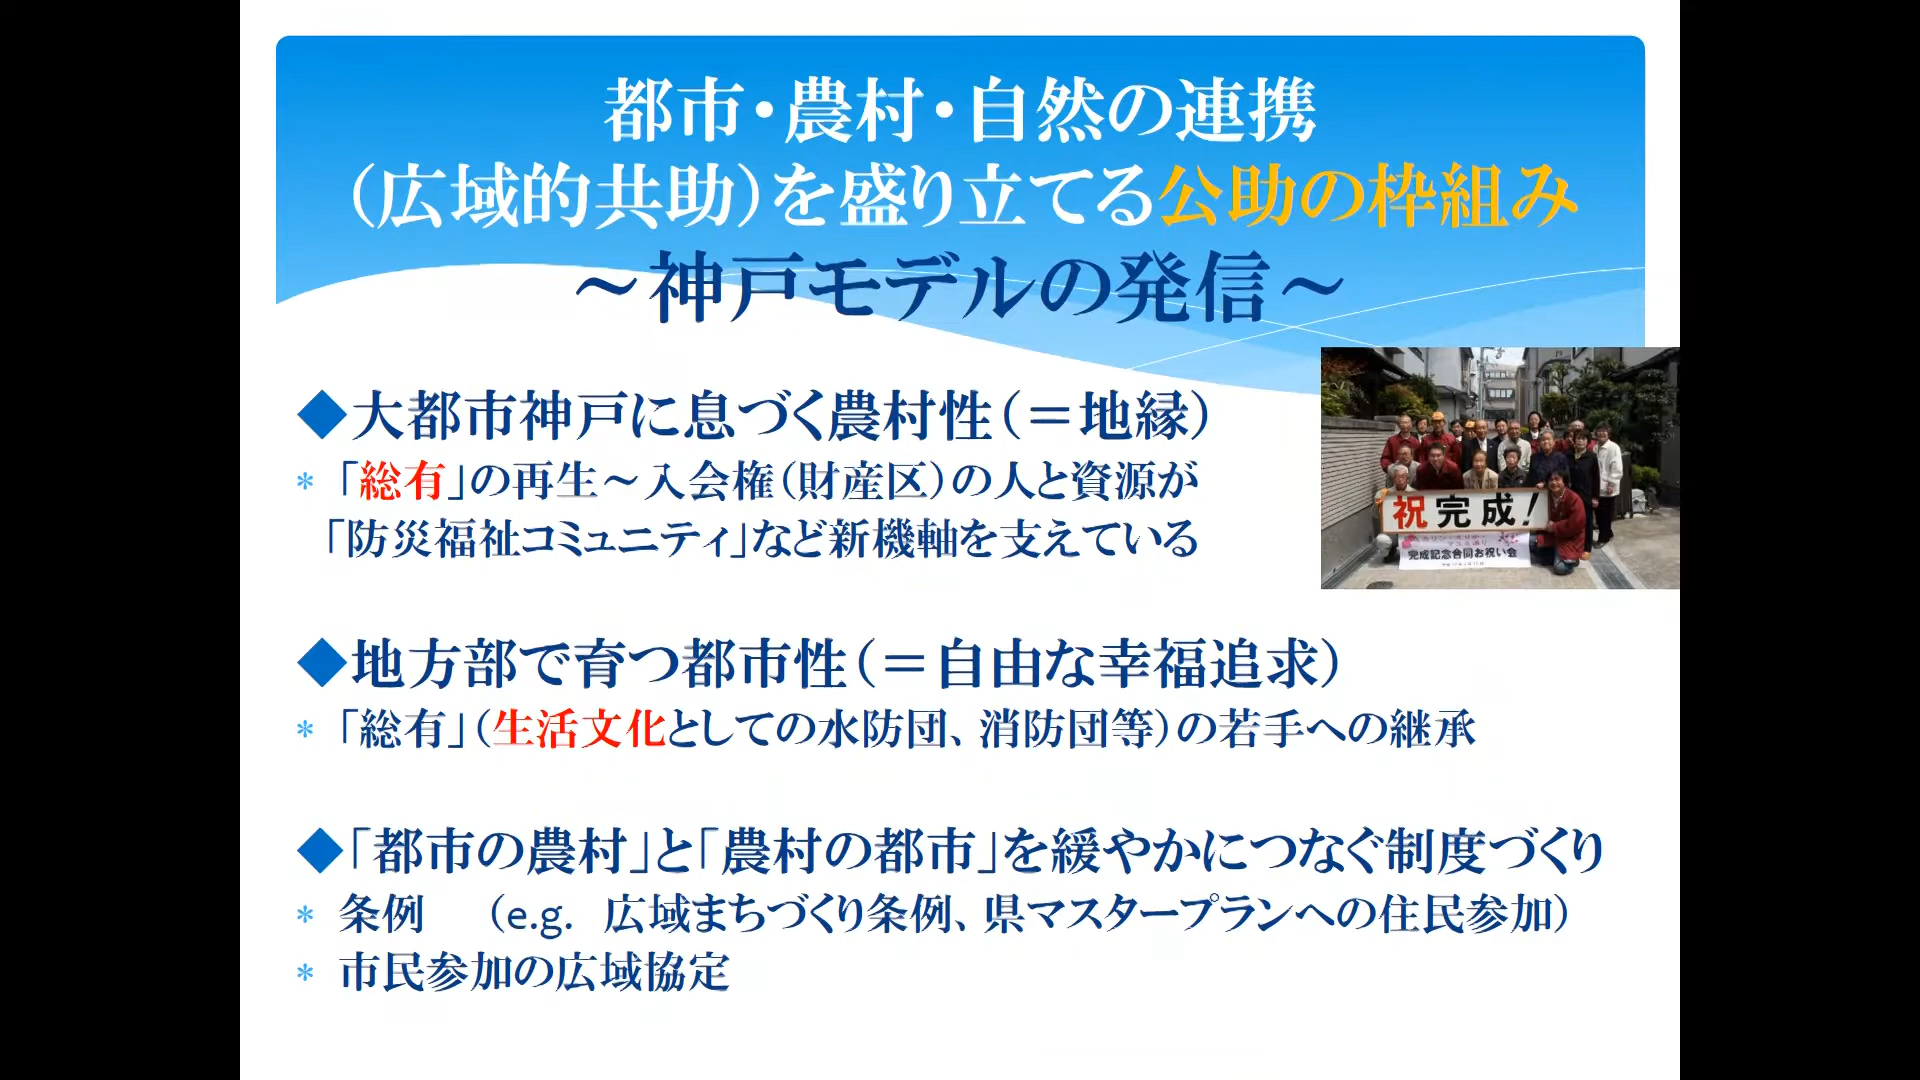 都市・農村・自然の連携
（広域的共助）を盛り立てる公助の枠組み
～神戸モデルの発信～
◆大都市神戸に息づく農村性（＝地縁）
* 「総有」の再生～入会権（財産区）の人と資源が
「防災福祉コミュニティ」など新機軸を支えている
祝完成！
完成記念合同お祝い会
◆地方部で育つ都市性（＝自由な幸福追求）
* 「総有」（生活文化としての水防団、消防団等）の若手への継承
◆「都市の農村」と「農村の都市」を緩やかにつなぐ制度づくり
* 条例　（e.g.　広域まちづくり条例、県マスタープランへの住民参加）
* 市民参加の広域協定